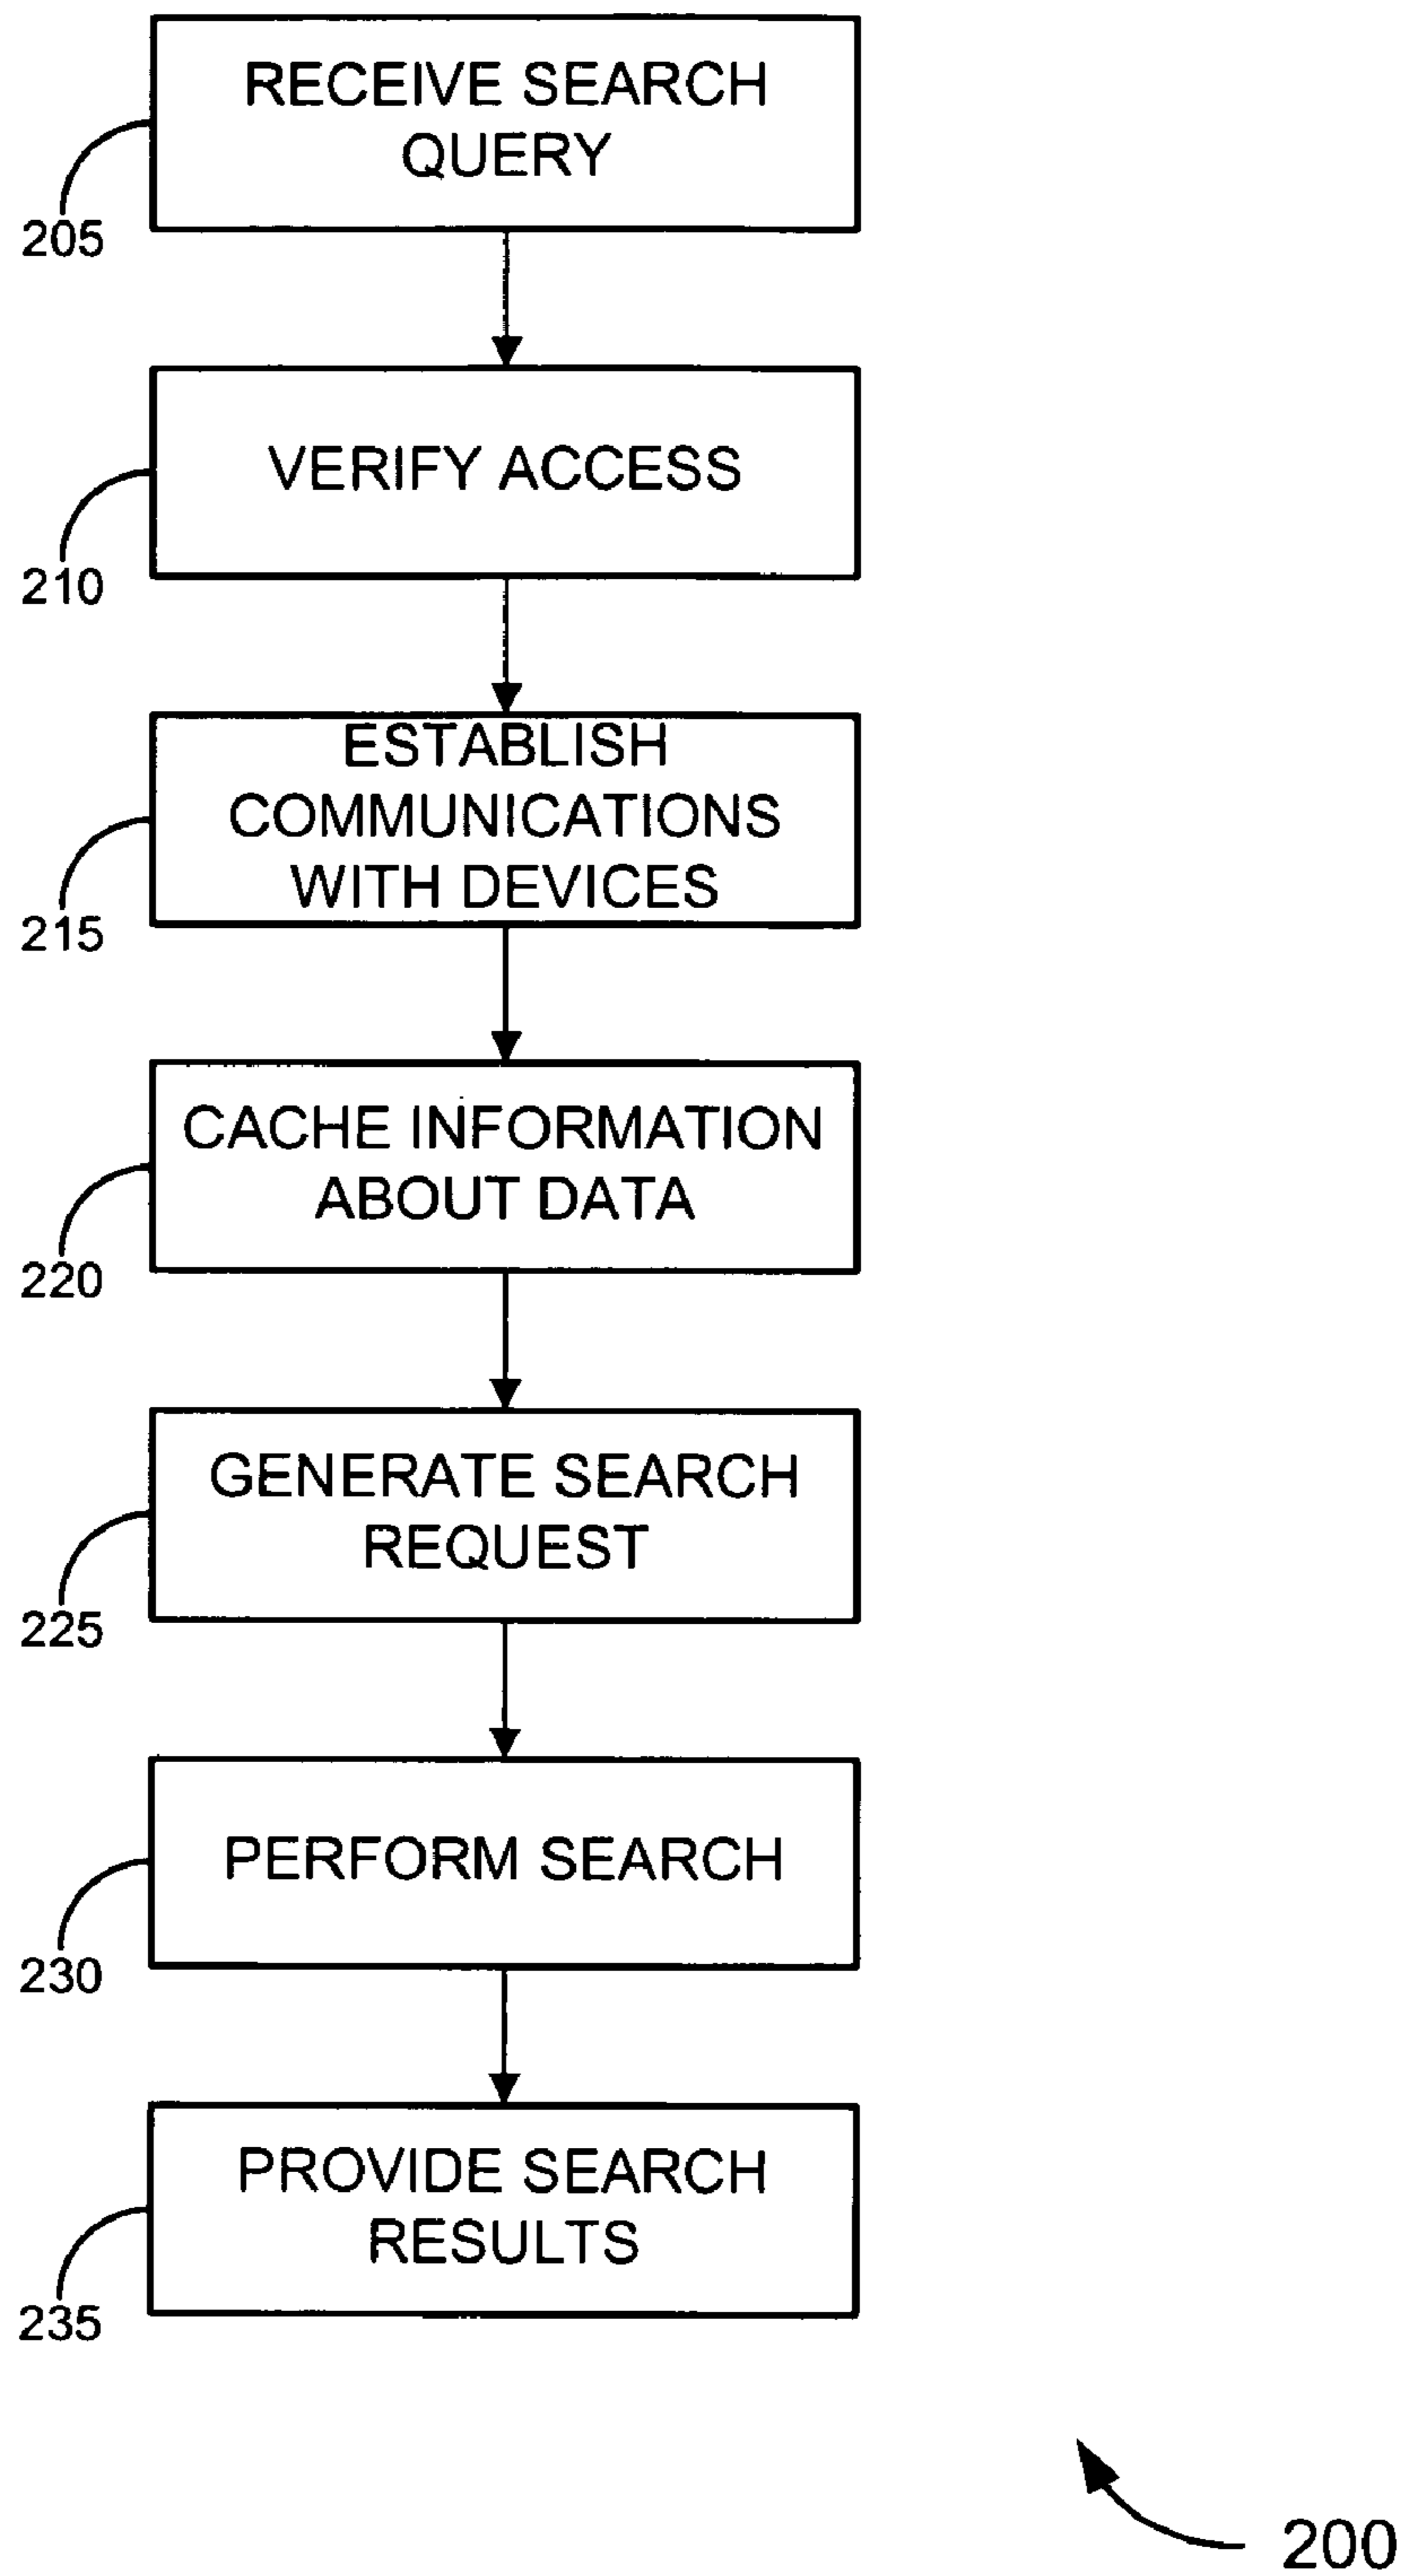 RECEIVE SEARCH
QUERY
205
VERIFY ACCESS
210
ESTABLISH
COMMUNICATIONS
WITH DEVICES
215
CACHE INFORMATION
ABOUT DATA
220
GENERATE SEARCH
REQUEST
225
PERFORM SEARCH
230
PROVIDE SEARCH
RESULTS
235
200